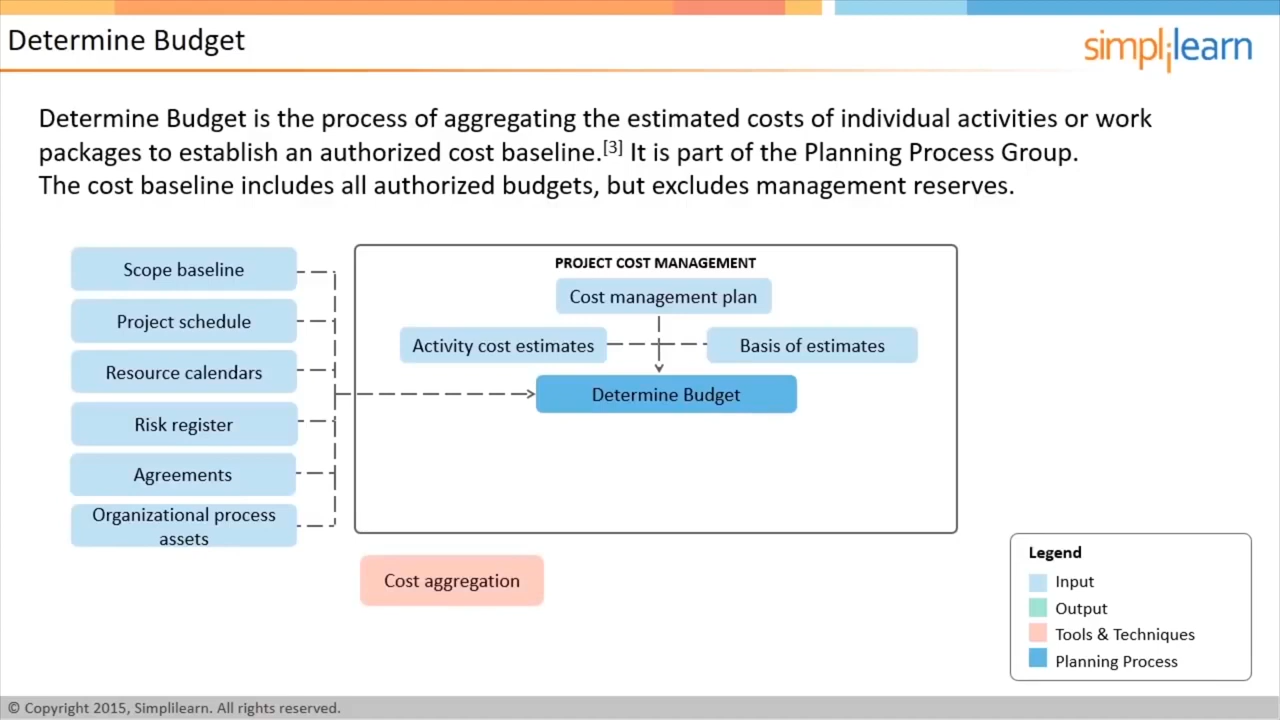 Determine Budget
simplilearn
Determine Budget is the process of aggregating the estimated costs of individual activities or work
packages to establish an authorized cost baseline.[3] It is part of the Planning Process Group.
The cost baseline includes all authorized budgets, but excludes management reserves.
Scope baseline
Project schedule
Resource calendars
Risk register
Agreements
Organizational process
assets
PROJECT COST MANAGEMENT
Cost management plan
Activity cost estimates
Basis of estimates
Determine Budget
Cost aggregation
Legend
Input
Output
Tools & Techniques
Planning Process
© Copyright 2015, Simplilearn. All rights reserved.